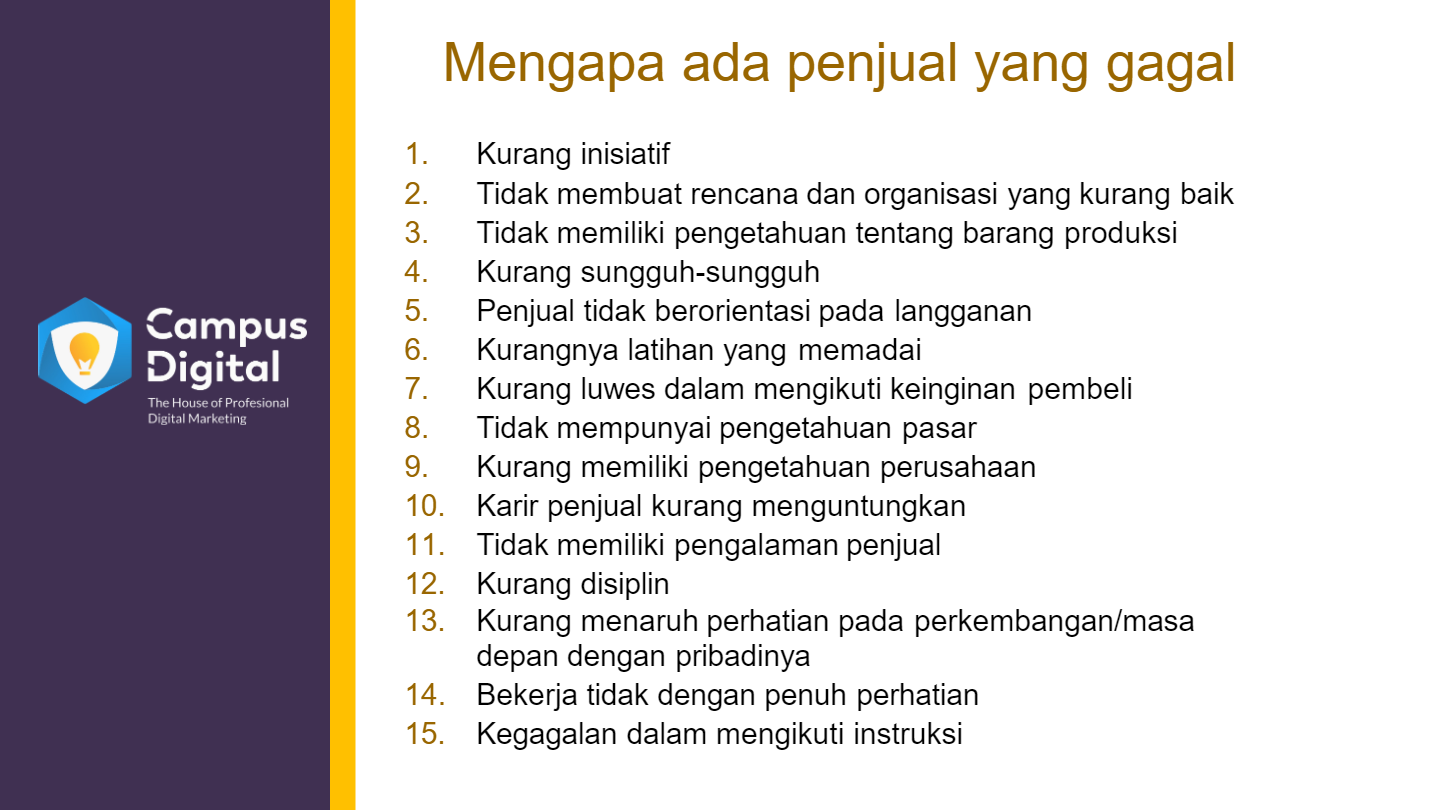 Mengapa ada penjual yang gagal
1. Kurang inisiatif
2. Tidak membuat rencana dan organisasi yang kurang baik
3. Tidak memiliki pengetahuan tentang barang produksi
4. Kurang sungguh-sungguh
5. Penjual tidak berorientasi pada langganan
6. Kurangnya latihan yang memadai
7. Kurang luwes dalam mengikuti keinginan pembeli
8. Tidak mempunyai pengetahuan pasar
9. Kurang memiliki pengetahuan perusahaan
10. Karir penjual kurang menguntungkan
11. Tidak memiliki pengalaman penjual
12. Kurang disiplin
13. Kurang menaruh perhatian pada perkembangan/masa
depan dengan pribadinya
14. Bekerja tidak dengan penuh perhatian
15. Kegagalan dalam mengikuti instruksi
Campus
Digital
The House of Profesional
Digital Marketing